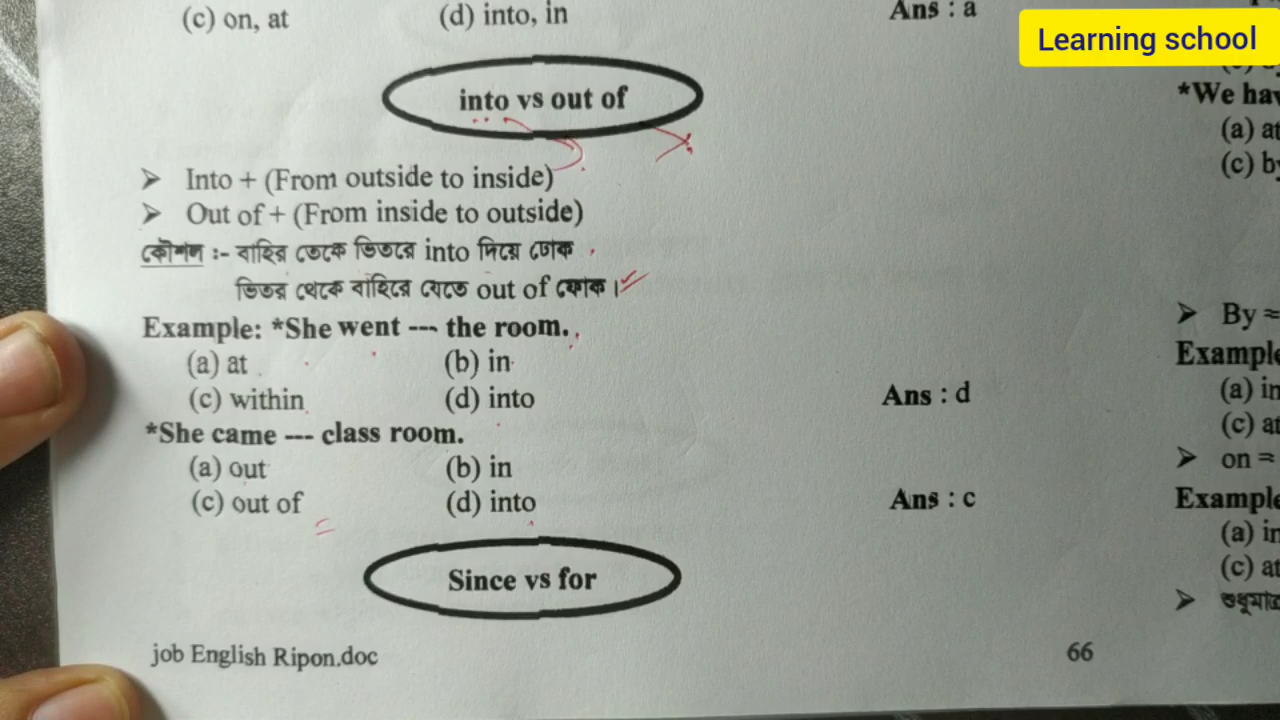 (c) on, at (d) into, in Ans : a
Learning school
into vs out of
➢ Into + (From outside to inside)
➢ Out of + (From inside to outside)
কৌশল :- বাহির তেকে ভিতরে into দিয়ে ঢোক
ভিতর থেকে বাহিরে যেতে out of ফোক।
Example: *She went --- the room.
(a) at (b) in
(c) within (d) into Ans : d
*She came --- class room.
(a) out (b) in
(c) out of (d) into Ans : c
Since vs for
job English Ripon.doc 66
*We hav
(a) at
(c) by
➢ By =
Example
(a) in
(c) at
➢ on =
Example
(a) in
(c) at
➢ শুধুমাত্র